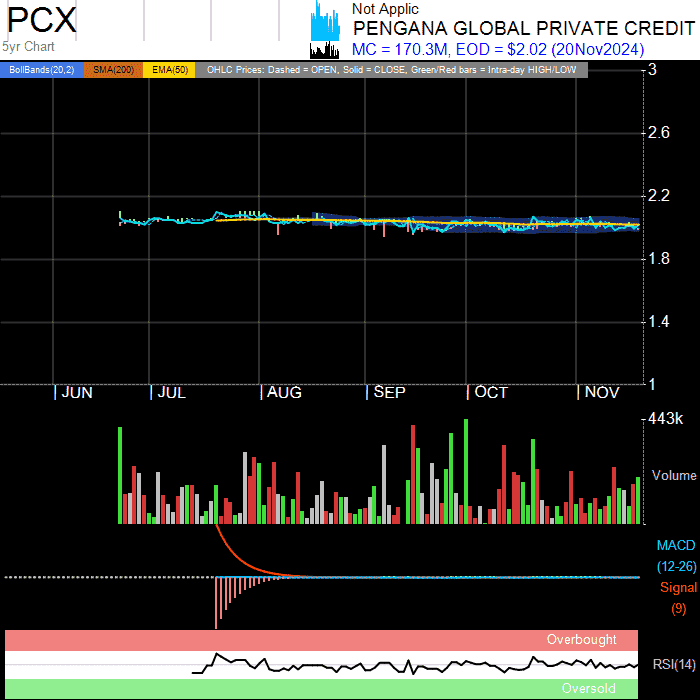 PCX
5yr Chart
Not Applic
PENGANA GLOBAL PRIVATE CREDIT
MC = 170.3M, EOD = $2.02 (20Nov2024)
BollBands(20,2) SMA(200) EMA(50) OHLC Prices: Dashed = OPEN, Solid = CLOSE, Green/Red bars = Intra-day HIGH/LOW
3
2.6
2.2
1.8
1.4
1
JUN JUL AUG SEP OCT NOV
443k
Volume
MACD
(12-26)
Signal
(9)
Overbought
RSI(14)
Oversold